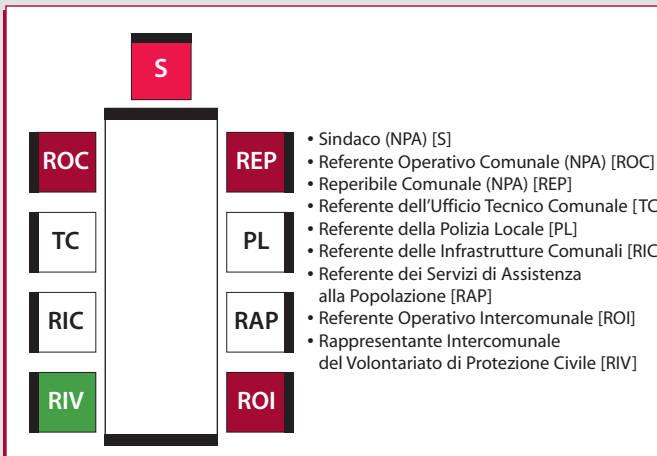 S
ROC REP
TC PL
RIC RAP
RIV ROI
• Sindaco (NPA) [S]
• Referente Operativo Comunale (NPA) [ROC]
• Reperibile Comunale (NPA) [REP]
• Referente dell'Ufficio Tecnico Comunale [TC
• Referente della Polizia Locale [PL]
• Referente delle Infrastrutture Comunali [RIC
• Referente dei Servizi di Assistenza
alla Popolazione [RAP]
• Referente Operativo Intercomunale [ROI]
• Rappresentante Intercomunale
del Volontariato di Protezione Civile [RIV]